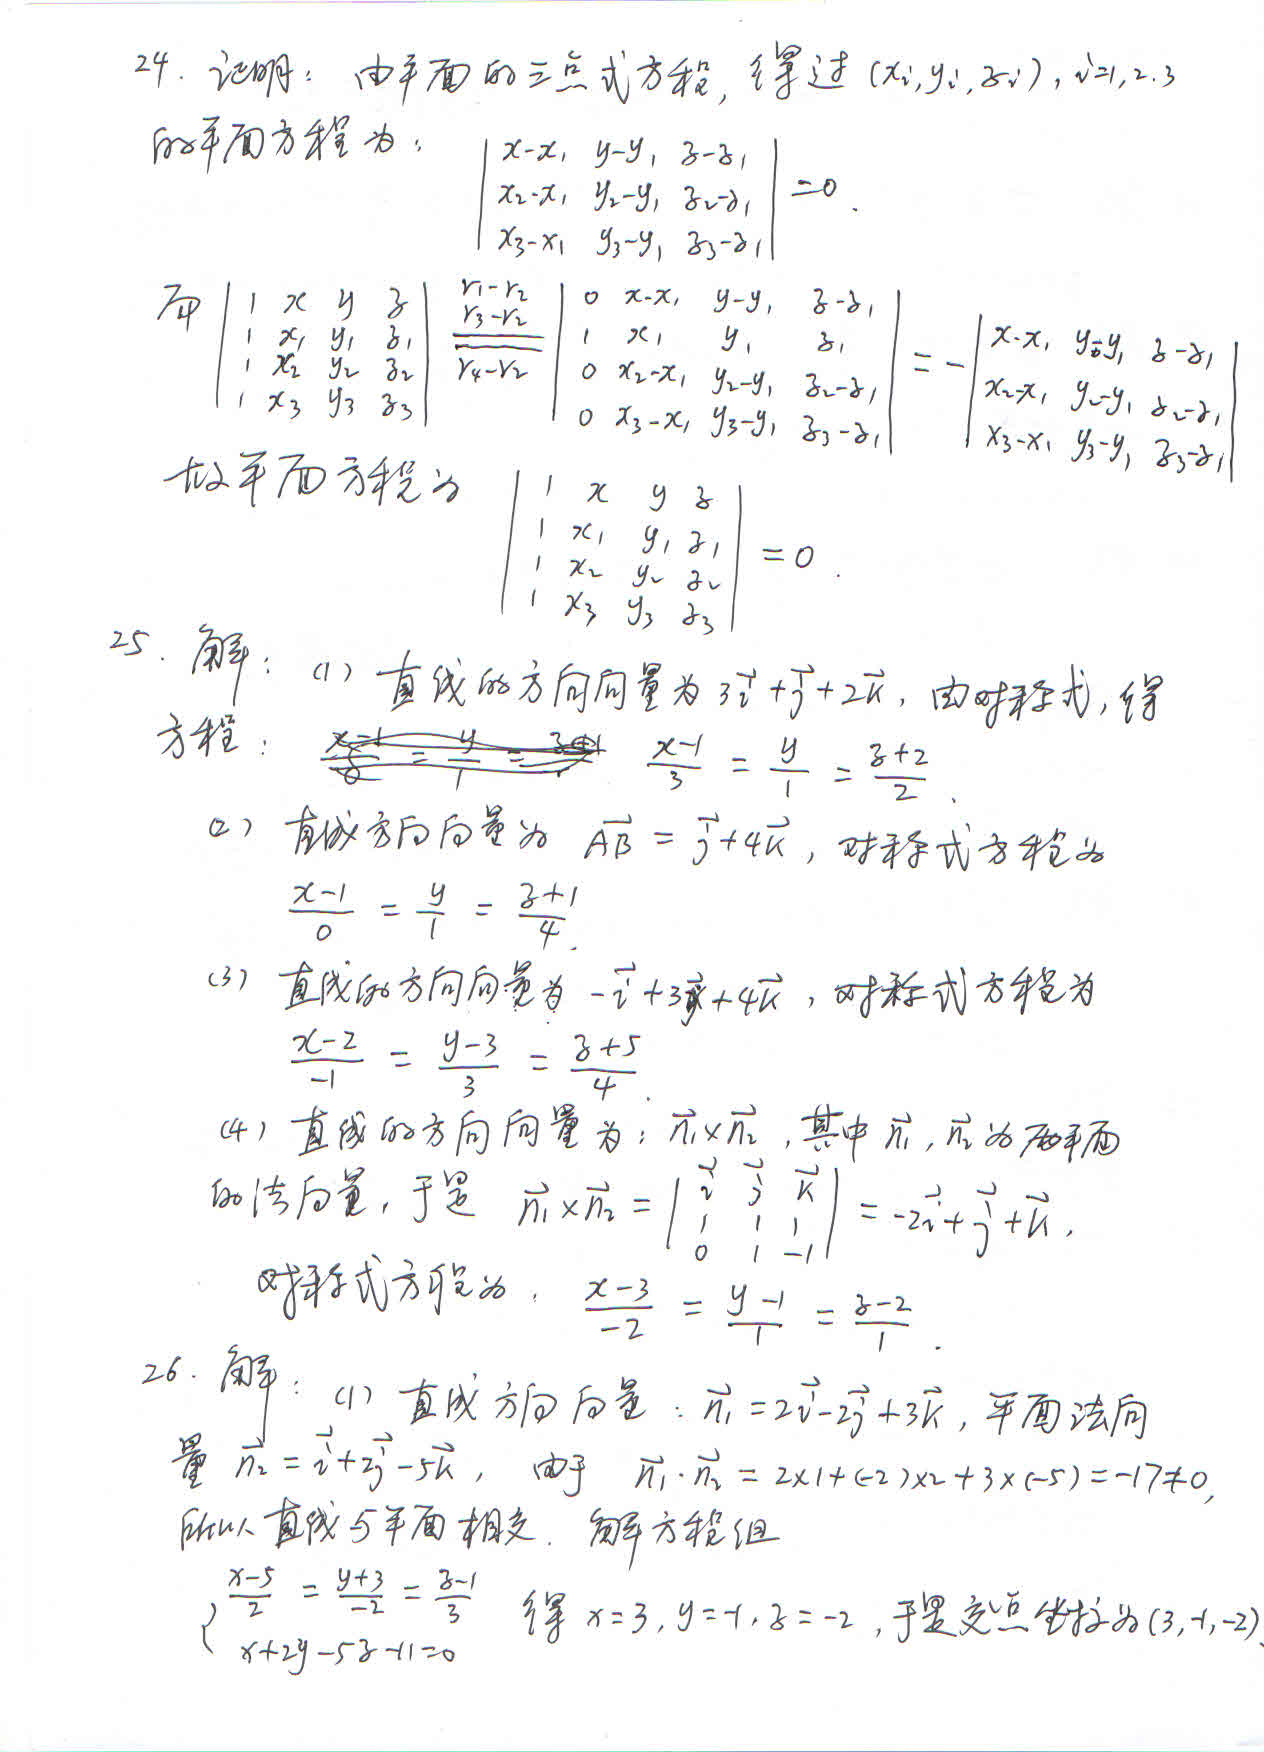 24. 证明: 由平面的三点式方程, 得过 (xᵢ, yᵢ, zᵢ), i=1,2.3
的平面方程为:
| x-x₁ y-y₁ z-z₁ |
| x₂-x₁ y₂-y₁ z₂-z₁ | =0.
| x₃-x₁ y₃-y₁ z₃-z₁ |
而 | 1 x y z | r₁-r₂ | 0 x-x₁ y-y₁ z-z₁ | | x-x₁ y-y₁ z-z₁ |
| 1 x₁ y₁ z₁ | r₃-r₂ | 1 x₁ y₁ z₁ | = - | x₂-x₁ y₂-y₁ z₂-z₁ |
| 1 x₂ y₂ z₂ | r₄-r₂ | 0 x₂-x₁ y₂-y₁ z₂-z₁ | | x₃-x₁ y₃-y₁ z₃-z₁ |
| 1 x₃ y₃ z₃ | | 0 x₃-x₁ y₃-y₁ z₃-z₁ |
故平面方程为 | 1 x y z |
| 1 x₁ y₁ z₁ |
| 1 x₂ y₂ z₂ | =0.
| 1 x₃ y₃ z₃ |
25. 解: (1) 直线的方向向量为 3i⃗+j⃗+2k⃗, 由对称式, 得
方程: (x-1)/3 = y/1 = (z+2)/2.
(2) 直线方向向量为 AB⃗ = j⃗+4k⃗, 对称式方程为
(x-1)/0 = y/1 = (z+1)/4.
(3) 直线的方向向量为 -i⃗+3j⃗+4k⃗, 对称式方程为
(x-2)/-1 = (y-3)/3 = (z+5)/4.
(4) 直线的方向向量为: n⃗₁×n⃗₂, 其中 n⃗₁, n⃗₂ 为两平面
的法向量, 于是 n⃗₁×n⃗₂ = | i⃗ j⃗ k⃗ |
| 1 1 1 | = -2i⃗+j⃗+k⃗,
| 0 1 -1 |
对称式方程为. (x-3)/-2 = (y-1)/1 = (z-2)/1.
26. 解: (1) 直线方向向量: n⃗₁=2i⃗-2j⃗+3k⃗, 平面法向
量 n⃗₂=i⃗+2j⃗-5k⃗, 由于 n⃗₁·n⃗₂ = 2×1+(-2)×2+3×(-5)=-17≠0,
所以直线与平面相交. 解方程组
{ (x-5)/2 = (y+3)/-2 = (z-1)/3 得 x=3, y=-1, z=-2, 于是交点坐标为(3,-1,-2).
x+2y-5z-11=0